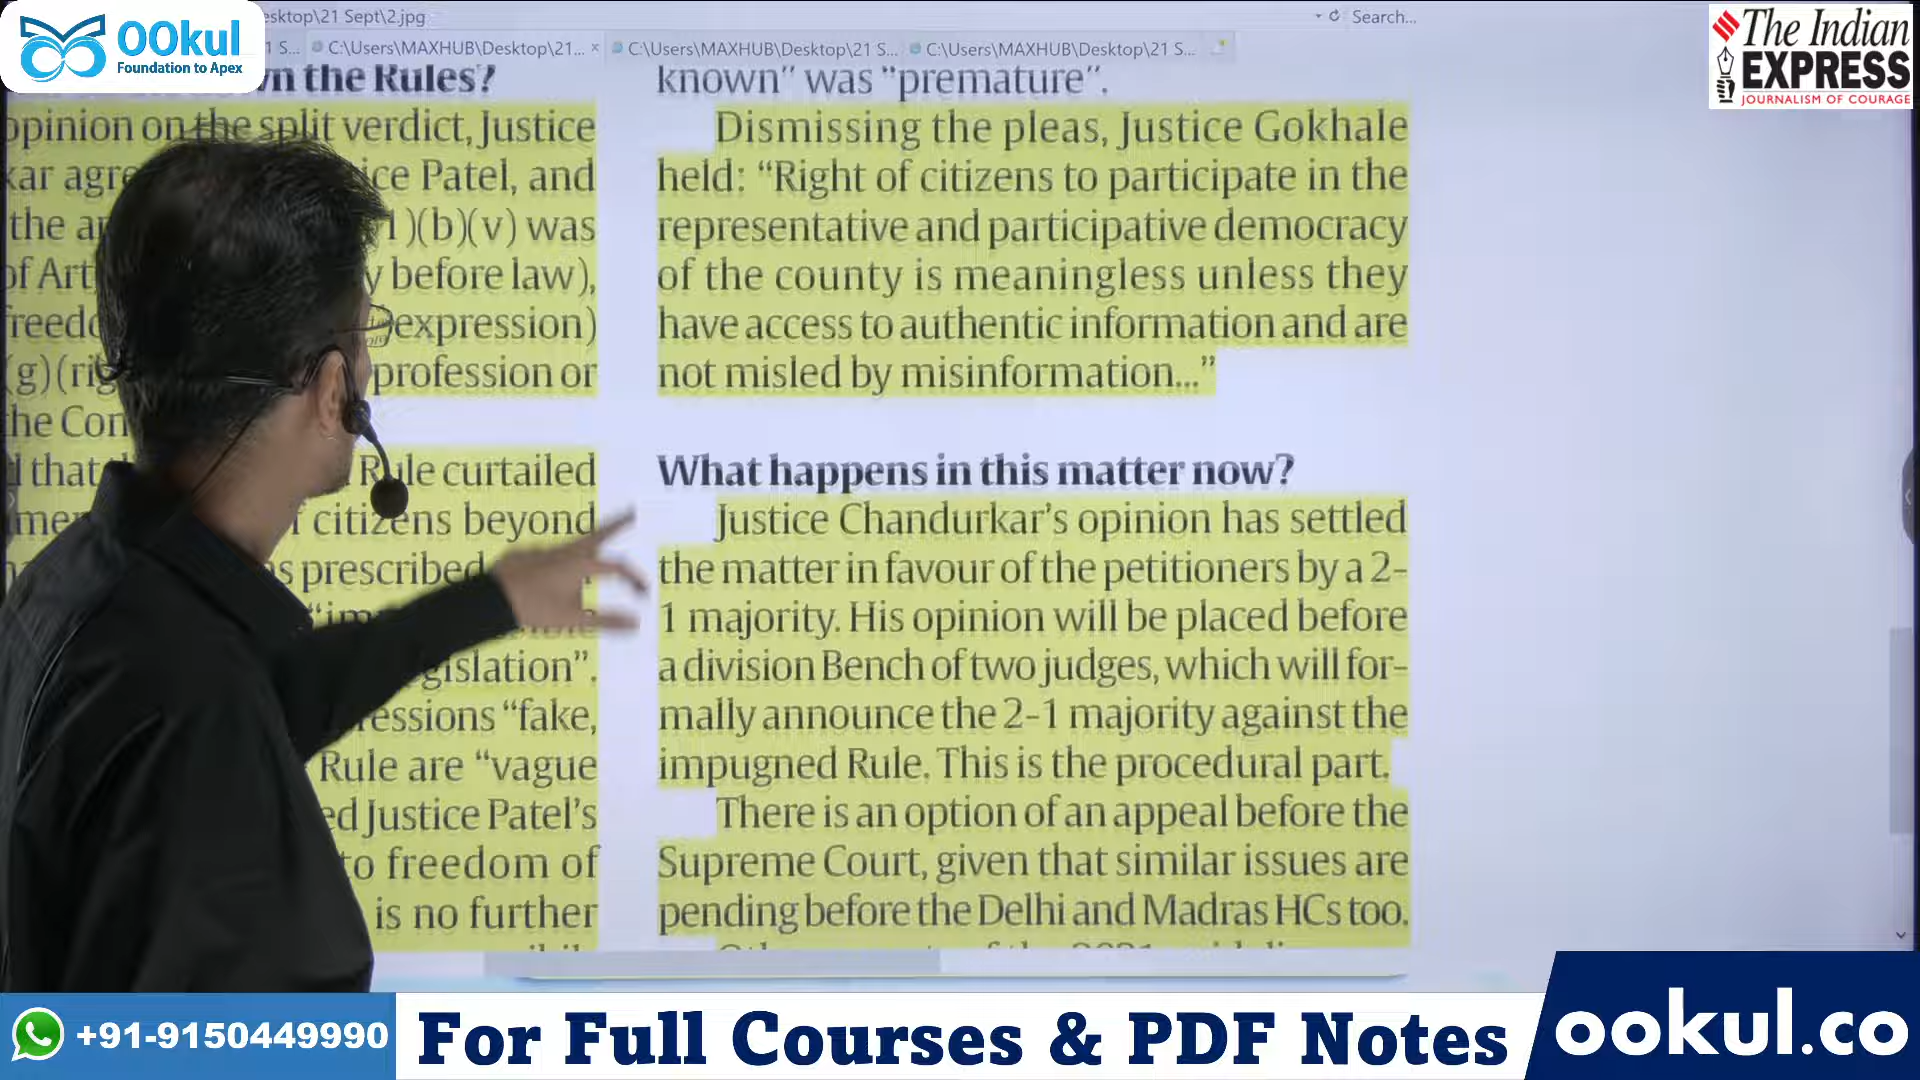 OOkul
Foundation to Apex
esktop\21 Sept\2.jpg
Search...
The Indian
EXPRESS
JOURNALISM OF COURAGE
1 S...
C:\Users\MAXHUB\Desktop\21...
C:\Users\MAXHUB\Desktop\21 S...
C:\Users\MAXHUB\Desktop\21 S...
the Rules?
opinion on the split verdict, Justice
kar ice Patel, and
the 1)(b)(v) was
of before law),
expression)
g) profession or
the
that Rule curtailed
citizens beyond
prescribed
gislation”.
essions “fake,
Rule are “vague
ed Justice Patel’s
to freedom of
is no further
known” was “premature”.
Dismissing the pleas, Justice Gokhale
held: “Right of citizens to participate in the
representative and participative democracy
of the county is meaningless unless they
have access to authentic information and are
not misled by misinformation...”
What happens in this matter now?
Justice Chandurkar’s opinion has settled
the matter in favour of the petitioners by a 2-
1 majority. His opinion will be placed before
a division Bench of two judges, which will for-
mally announce the 2-1 majority against the
impugned Rule. This is the procedural part.
There is an option of an appeal before the
Supreme Court, given that similar issues are
pending before the Delhi and Madras HCs too.
+91-9150449990
For Full Courses & PDF Notes
ookul.co